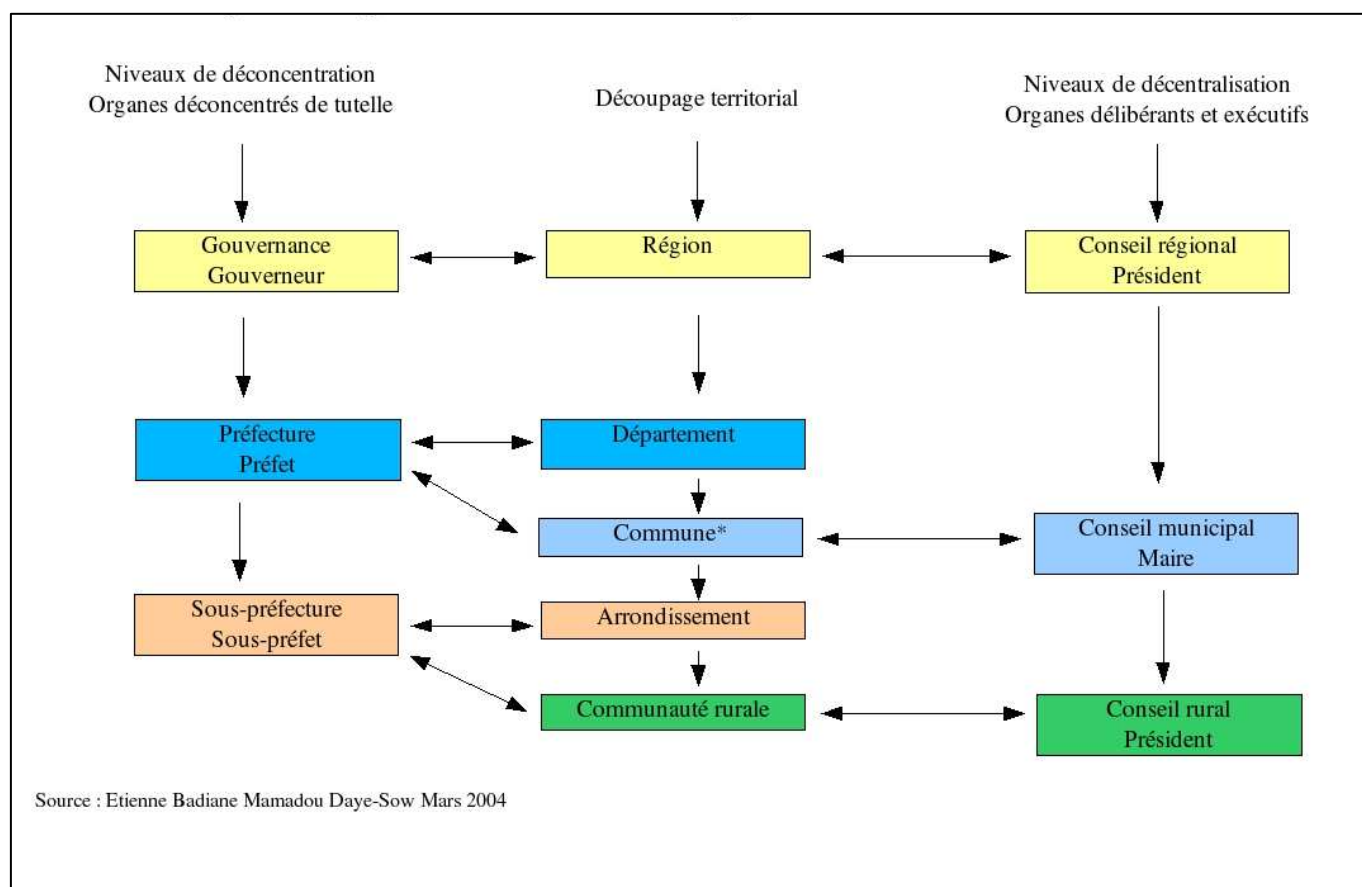 Niveaux de déconcentration
Organes déconcentrés de tutelle
Découpage territorial
Niveaux de décentralisation
Organes délibérants et exécutifs
Gouvernance
Gouverneur
Région
Conseil régional
Président
Préfecture
Préfet
Département
Commune*
Conseil municipal
Maire
Sous-préfecture
Sous-préfet
Arrondissement
Communauté rurale
Conseil rural
Président
Source : Etienne Badiane Mamadou Daye-Sow Mars 2004